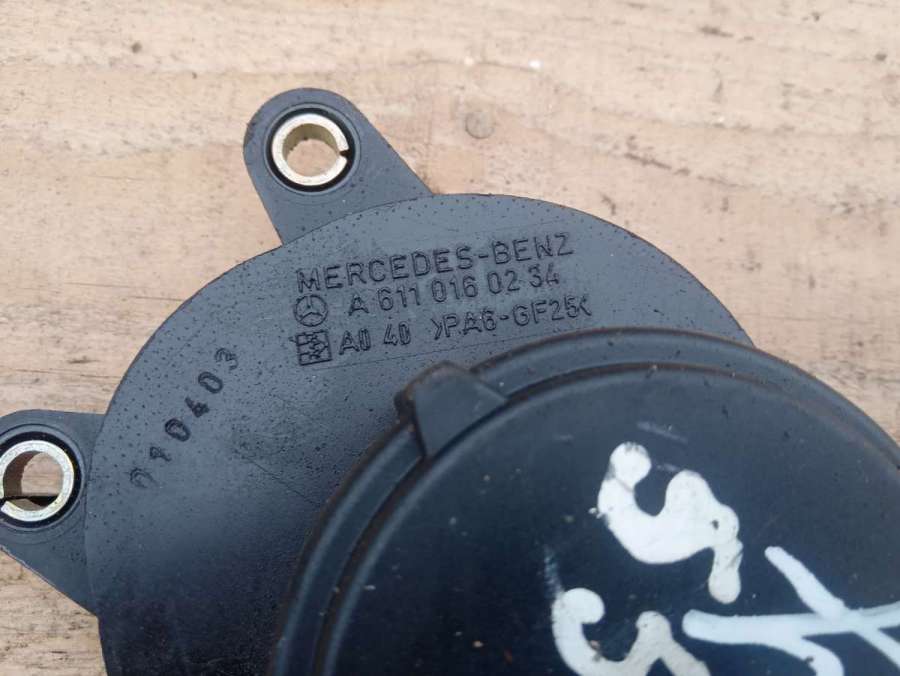 MERCEDES-BENZ
A 611 016 02 34
A0 40 >PA6-GF25<
010403